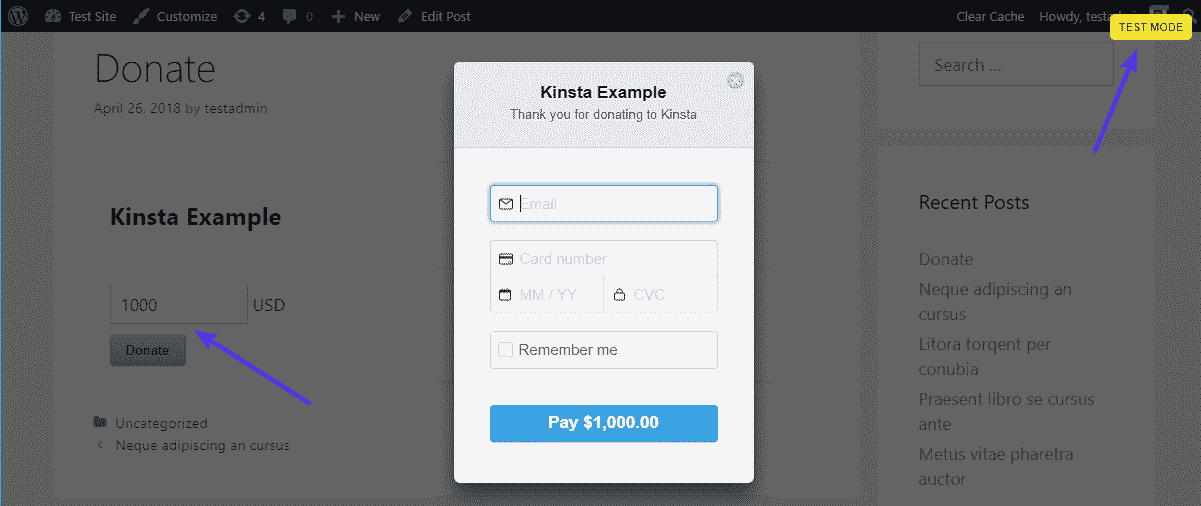 Test Site
Customize
4
0
New
Edit Post
Clear Cache
TEST MODE
Donate
April 26, 2018 by testadmin
Kinsta Example
1000 USD
Donate
Uncategorized
Neque adipiscing an cursus
Kinsta Example
Thank you for donating to Kinsta
Email
Card number
MM / YY
CVC
Remember me
Pay $1,000.00
Search ...
Recent Posts
Donate
Neque adipiscing an
cursus
Litora torqent per
conubia
Praesent libro se cursus
ante
Metus vitae pharetra
auctor